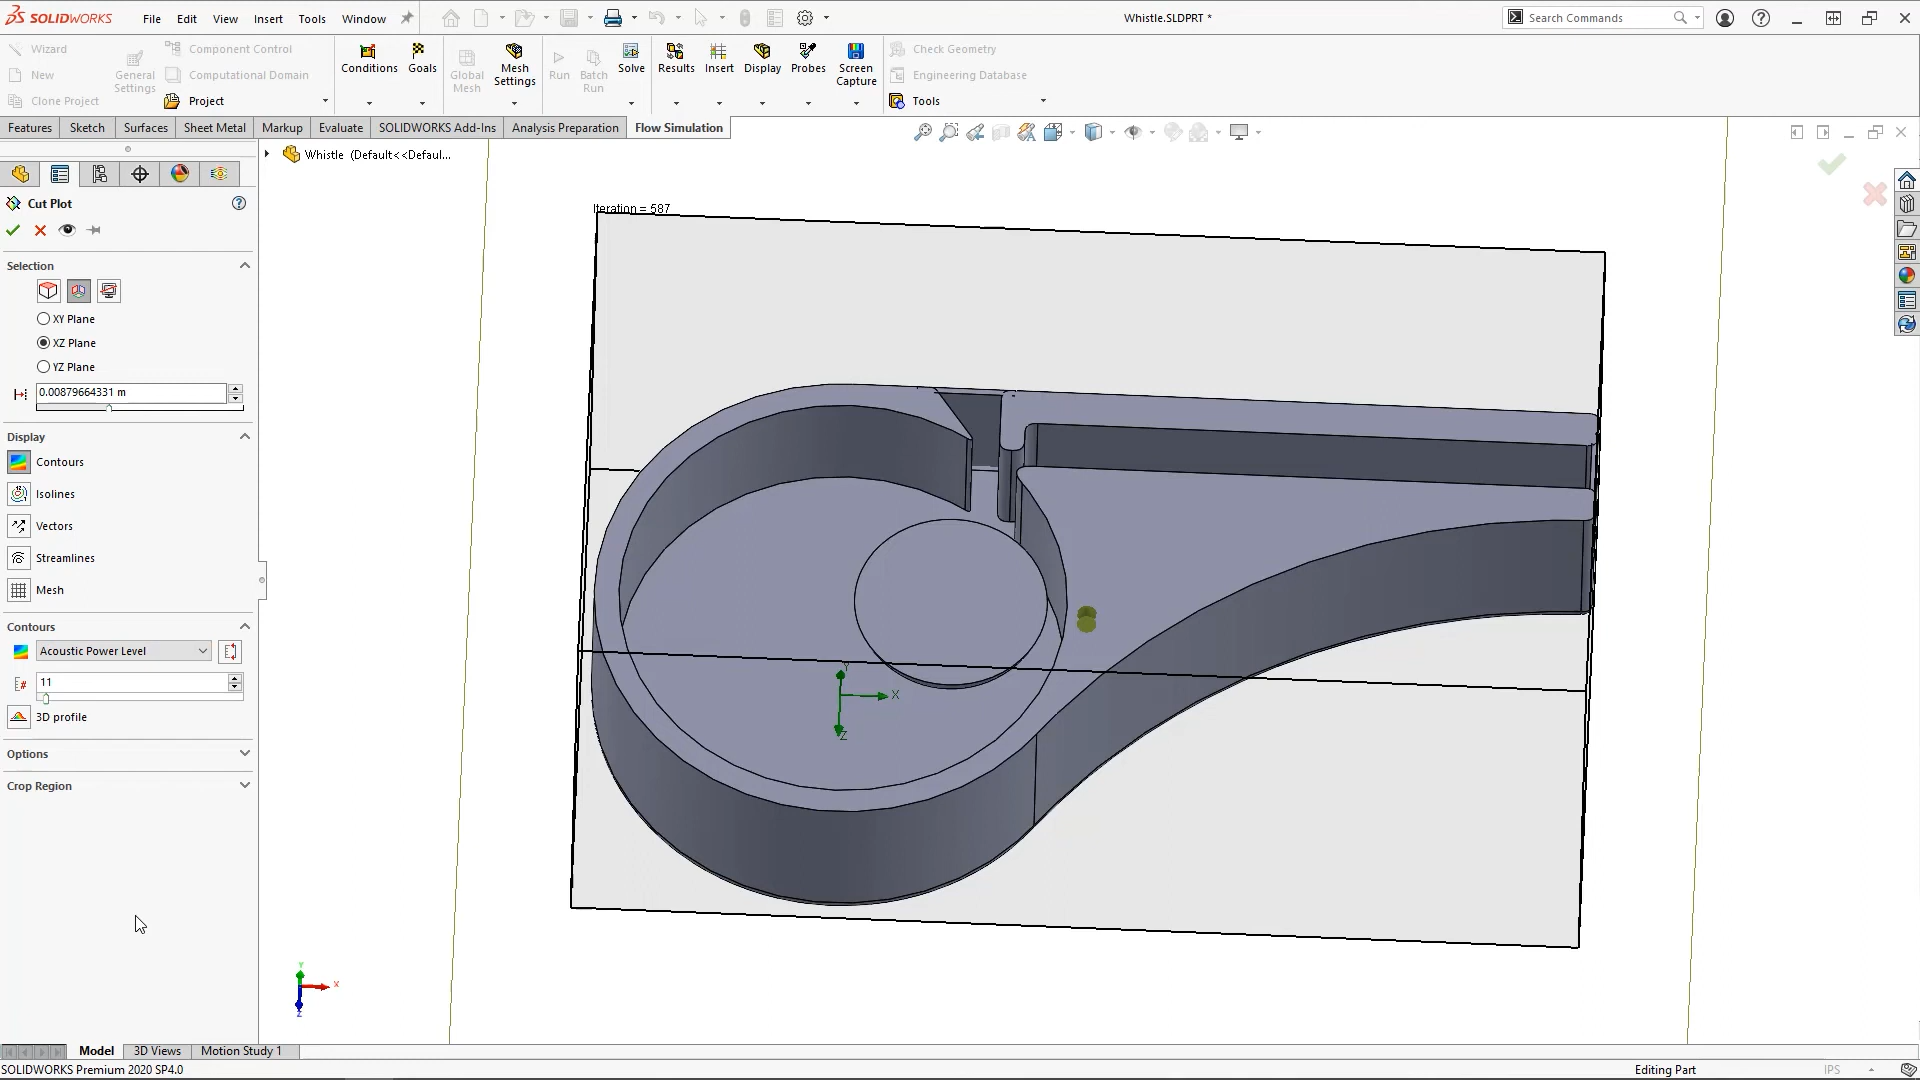 SOLIDWORKS File Edit View Insert Tools Window Whistle.SLDPRT * Search Commands
Wizard Component Control Conditions Goals Global Mesh Mesh Settings Run Batch Run Solve Results Insert Display Probes Screen Capture Check Geometry
New General Settings Computational Domain Engineering Database
Clone Project Project Tools
Features Sketch Surfaces Sheet Metal Markup Evaluate SOLIDWORKS Add-Ins Analysis Preparation Flow Simulation
Whistle (Default<<Defaul...
Cut Plot
Iteration = 587
Selection
XY Plane
XZ Plane
YZ Plane
0.00879664331 m
Display
Contours
Isolines
Vectors
Streamlines
Mesh
Contours
Acoustic Power Level
11
3D profile
Options
Crop Region
Y
X
Z
Y
X
Z
Model 3D Views Motion Study 1
SOLIDWORKS Premium 2020 SP4.0 Editing Part IPS